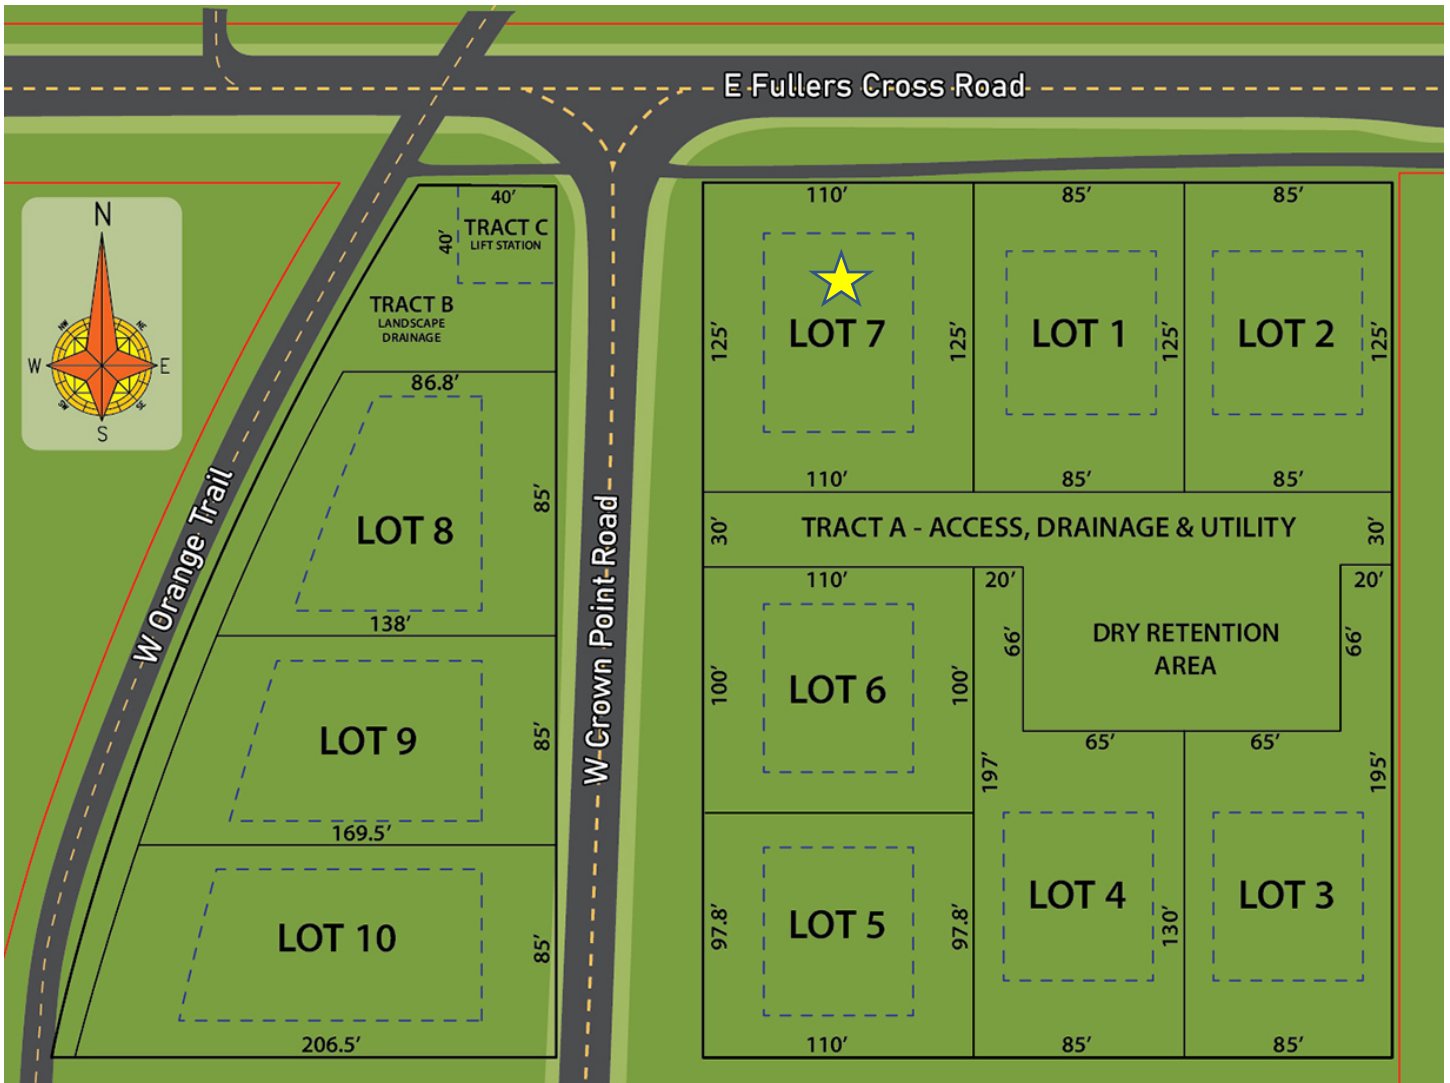 E Fullers Cross Road
N
NW
NE
W
E
SW
SE
S
40'
40'
TRACT C
LIFT STATION
TRACT B
LANDSCAPE
DRAINAGE
86.8'
LOT 8
85'
138'
LOT 9
85'
169.5'
LOT 10
85'
206.5'
W Orange Trail
W Crown Point Road
110'
85'
85'
125'
LOT 7
125'
LOT 1
125'
LOT 2
125'
110'
85'
85'
30'
TRACT A - ACCESS, DRAINAGE & UTILITY
30'
110'
20'
20'
66'
DRY RETENTION
AREA
66'
100'
LOT 6
100'
65'
65'
197'
195'
97.8'
LOT 5
97.8'
LOT 4
130'
LOT 3
110'
85'
85'